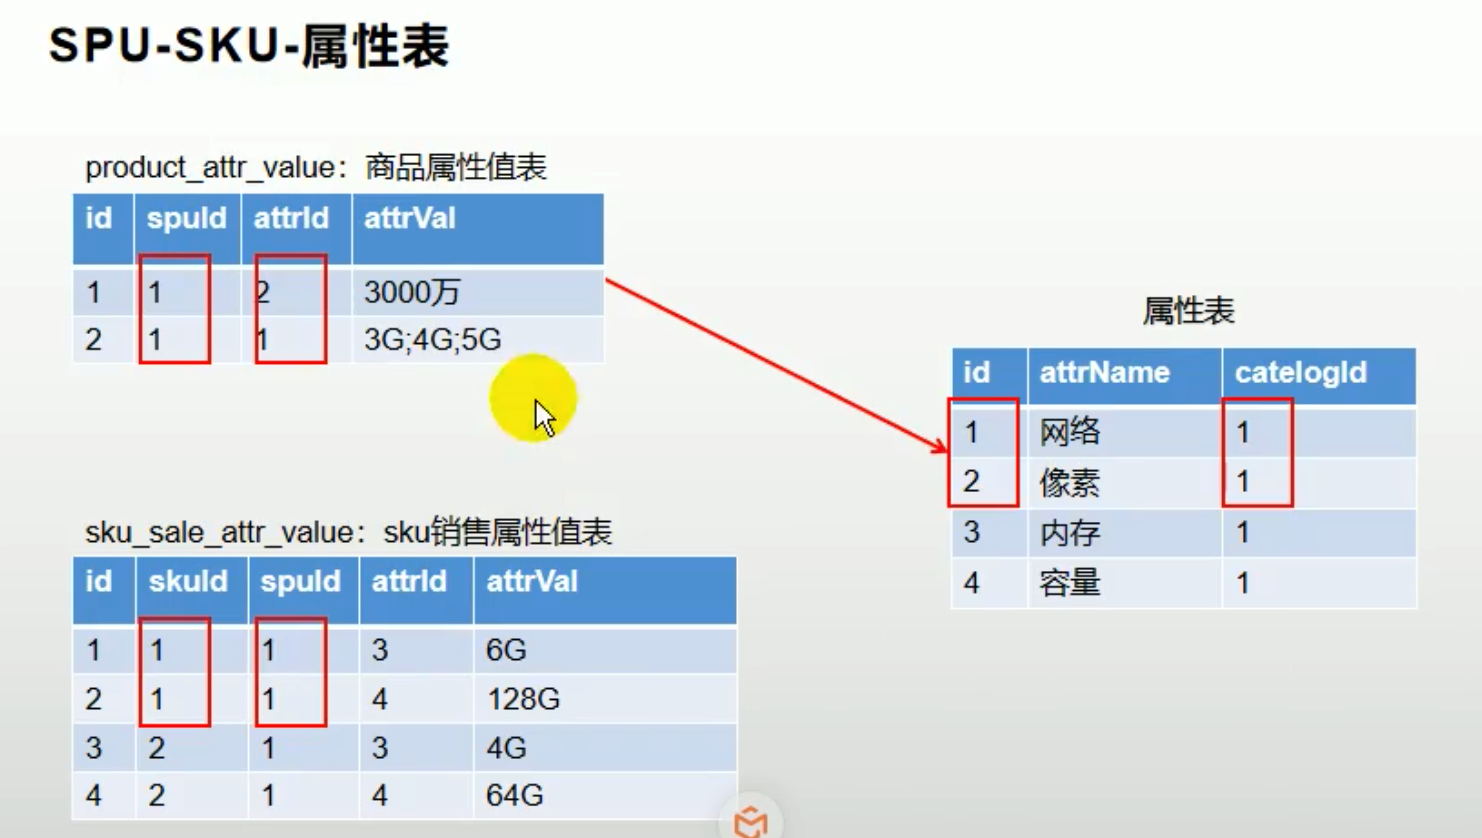 SPU-SKU-属性表
product_attr_value：商品属性值表
id spuId attrId attrVal
1 1 2 3000万
2 1 1 3G;4G;5G
属性表
id attrName catelogId
1 网络 1
2 像素 1
3 内存 1
4 容量 1
sku_sale_attr_value：sku销售属性值表
id skuId spuId attrId attrVal
1 1 1 3 6G
2 1 1 4 128G
3 2 1 3 4G
4 2 1 4 64G